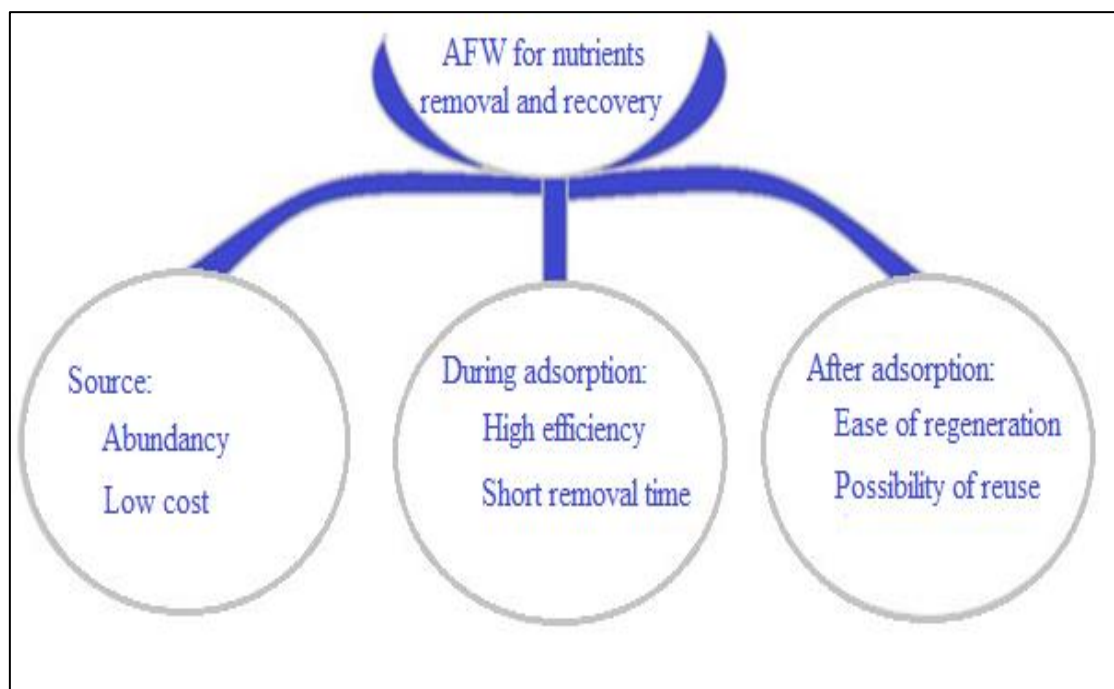 AFW for nutrients
removal and recovery
Source:
Abundancy
Low cost
During adsorption:
High efficiency
Short removal time
After adsorption:
Ease of regeneration
Possibility of reuse